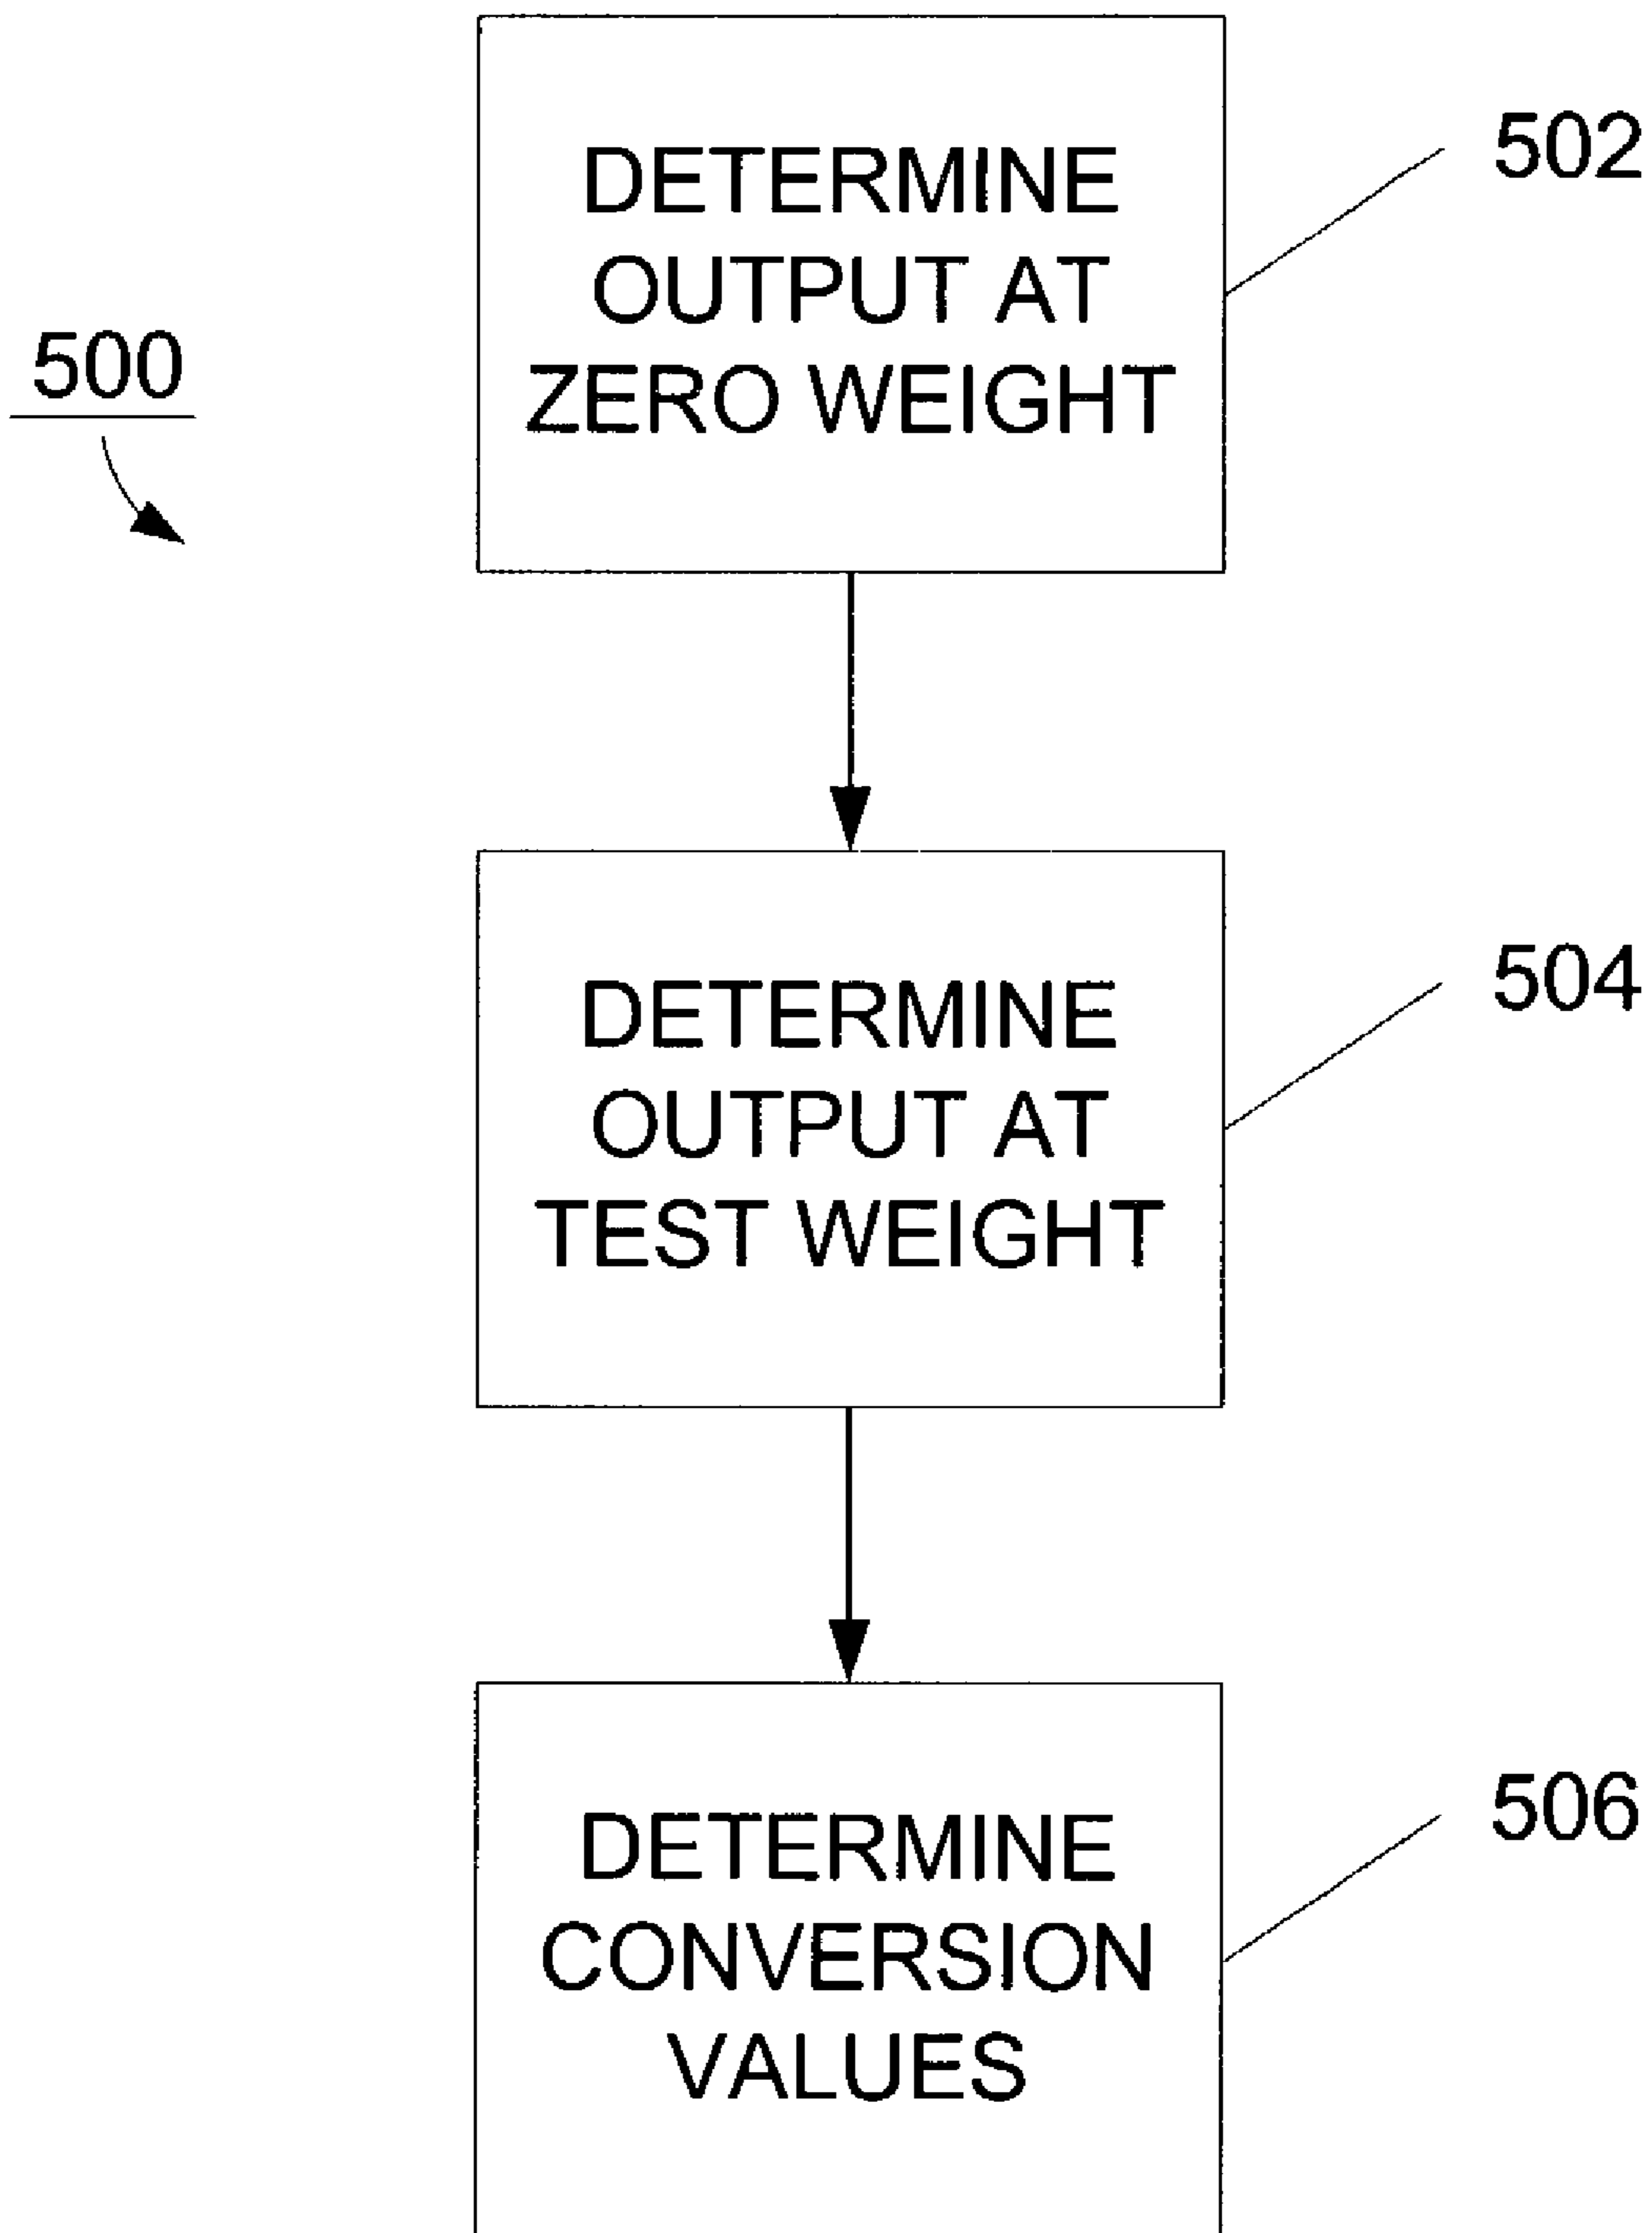 DETERMINE
OUTPUT AT
ZERO WEIGHT
502
500
DETERMINE
OUTPUT AT
TEST WEIGHT
504
DETERMINE
CONVERSION
VALUES
506